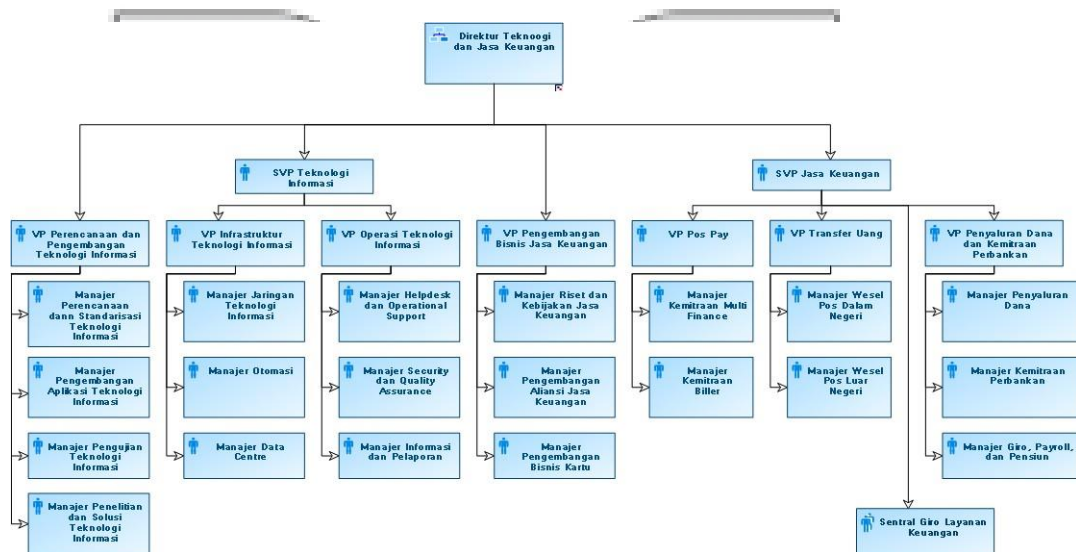 Direktur Teknoogi
dan Jasa Keuangan
SVP Teknologi
Informasi
SVP Jasa Keuangan
VP Perencanaan dan
Pengembangan
Teknologi Informasi
VP Infrastruktur
Teknologi Informasi
VP Operasi Teknologi
Informasi
VP Pengembangan
Bisnis Jasa Keuangan
VP Pos Pay
VP Transfer Uang
VP Penyaluran Dana
dan Kemitraan
Perbankan
Manajer
Perencanaan
dann Standarisasi
Teknologi
Informasi
Manajer Jaringan
Teknologi
Informasi
Manajer Helpdesk
dan Operational
Support
Manajer Riset dan
Kebijakan Jasa
Keuangan
Manajer
Kemitraan Multi
Finance
Manajer Wesel
Pos Dalam
Negeri
Manajer Penyaluran
Dana
Manajer
Pengembangan
Aplikasi Teknologi
Informasi
Manajer Otomasi
Manajer Security
dan Quality
Assurance
Manajer
Pengembangan
Aliansi Jasa
Keuangan
Manajer
Kemitraan
Biller
Manajer Wesel
Pos Luar
Negeri
Manajer Kemitraan
Perbankan
Manajer Pengujian
Teknologi
Informasi
Manajer Data
Centre
Manajer Informasi
dan Pelaporan
Manajer
Pengembangan
Bisnis Kartu
Manajer Giro, Payroll,
dan Pensiun
Manajer Penelitian
dan Solusi
Teknologi
Informasi
Sentral Giro Layanan
Keuangan